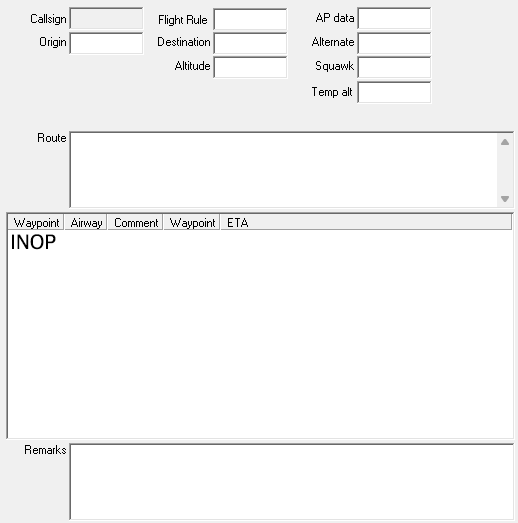 Callsign Flight Rule AP data
Origin Destination Alternate
Altitude Squawk
Temp alt
Route
Waypoint Airway Comment Waypoint ETA
INOP
Remarks